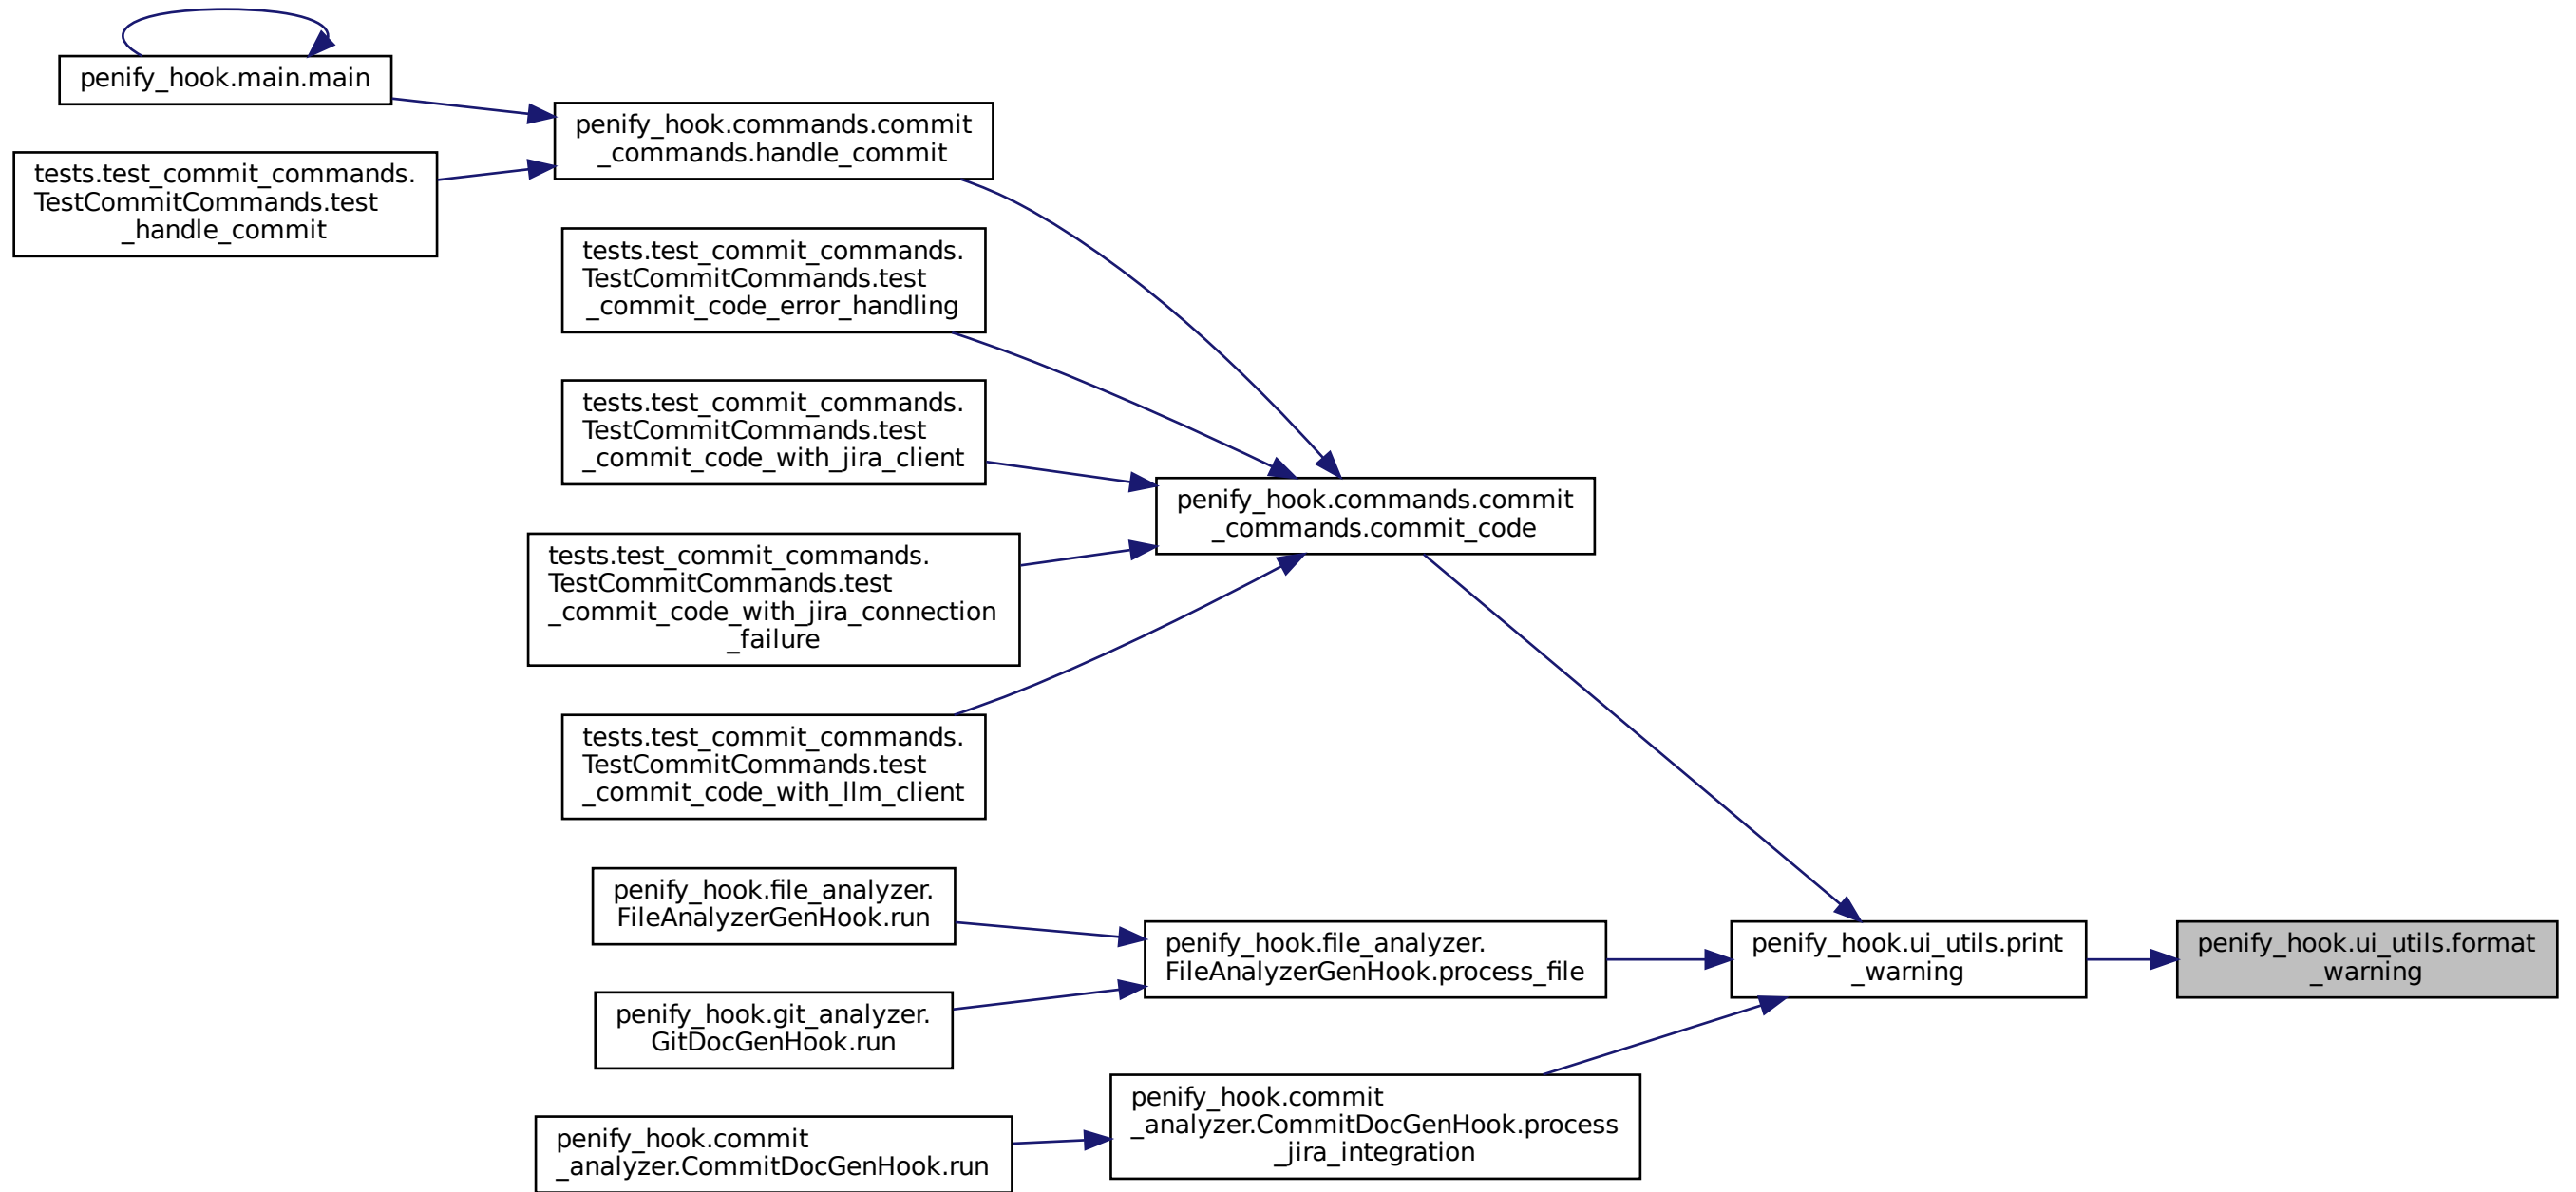 penify_hook.main.main
penify_hook.commands.commit
_commands.handle_commit
tests.test_commit_commands.
TestCommitCommands.test
_handle_commit
tests.test_commit_commands.
TestCommitCommands.test
_commit_code_error_handling
tests.test_commit_commands.
TestCommitCommands.test
_commit_code_with_jira_client
penify_hook.commands.commit
_commands.commit_code
tests.test_commit_commands.
TestCommitCommands.test
_commit_code_with_jira_connection
_failure
tests.test_commit_commands.
TestCommitCommands.test
_commit_code_with_llm_client
penify_hook.file_analyzer.
FileAnalyzerGenHook.run
penify_hook.file_analyzer.
FileAnalyzerGenHook.process_file
penify_hook.ui_utils.print
_warning
penify_hook.ui_utils.format
_warning
penify_hook.git_analyzer.
GitDocGenHook.run
penify_hook.commit
_analyzer.CommitDocGenHook.process
_jira_integration
penify_hook.commit
_analyzer.CommitDocGenHook.run